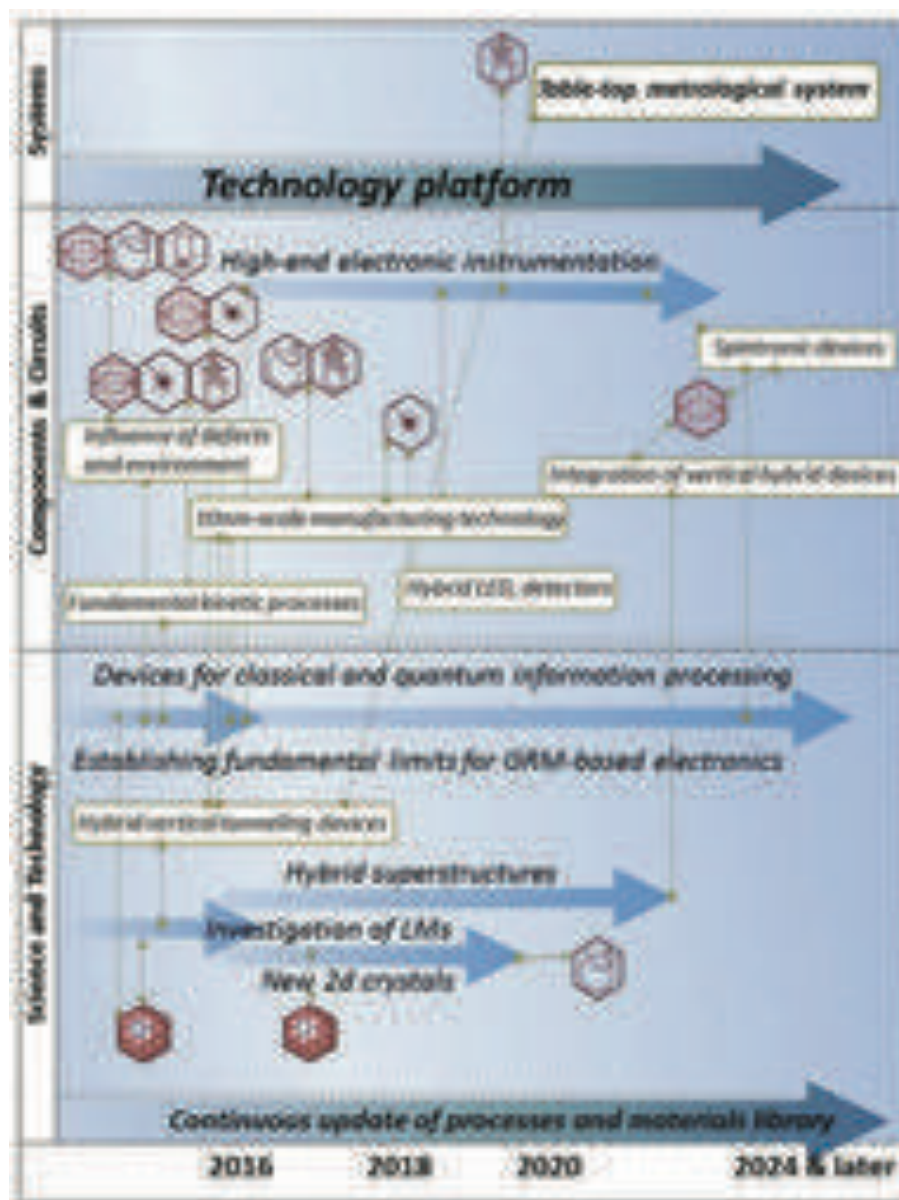 Systems
Table-top metrological system
Technology platform
Components & Circuits
High-end electronic instrumentation
Spintronic devices
Influence of defects
and environment
Integration of vertical hybrid devices
10nm-scale manufacturing technology
Fundamental kinetic processes
Hybrid LED, detectors
Science and Technology
Devices for classical and quantum information processing
Establishing fundamental limits for GRM-based electronics
Hybrid vertical tunneling devices
Hybrid superstructures
Investigation of LMs
New 2d crystals
Continuous update of processes and materials library
2016 2018 2020 2024 & later